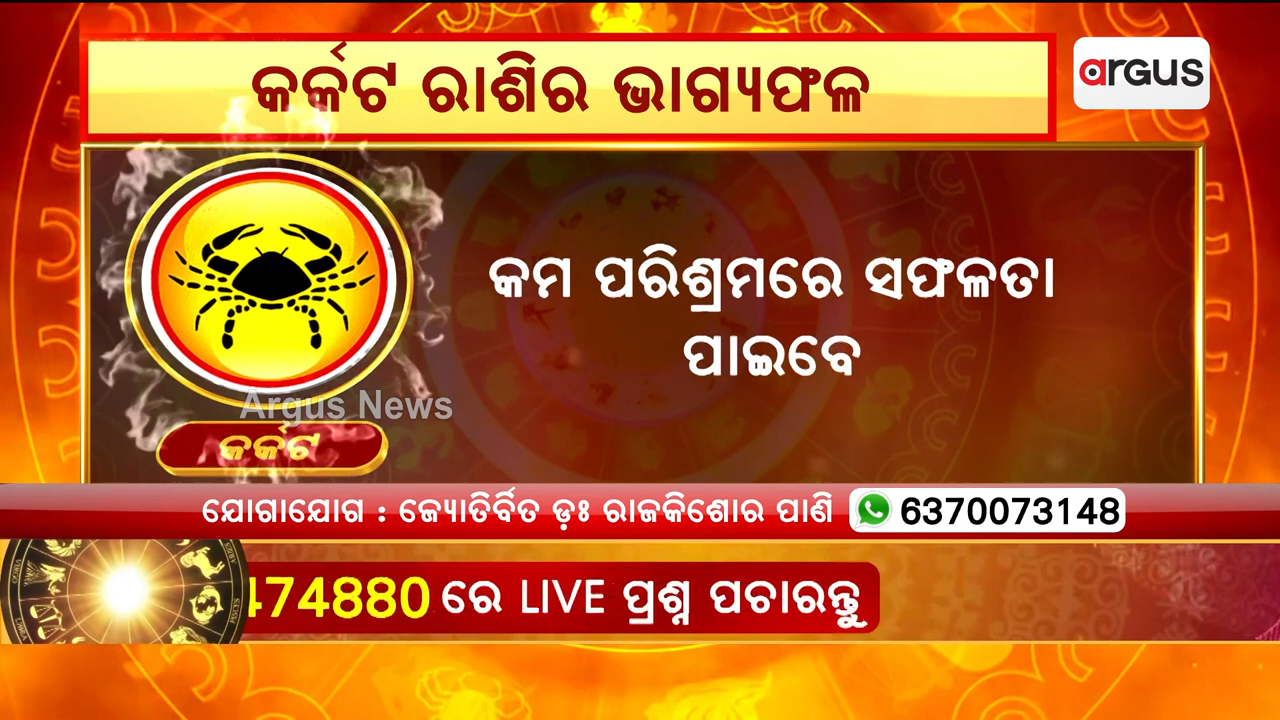 କର୍କଟ ରାଶିର ଭାଗ୍ୟଫଳ
argus
କମ ପରିଶ୍ରମରେ ସଫଳତା
ପାଇବେ
Argus News
କର୍କଟ
ଯୋଗାଯୋଗ : ଜ୍ୟୋତିର୍ବିତ ଡ଼ଃ ରାଜକିଶୋର ପାଣି 6370073148
474880 ରେ LIVE ପ୍ରଶ୍ନ ପଚାରନ୍ତୁ